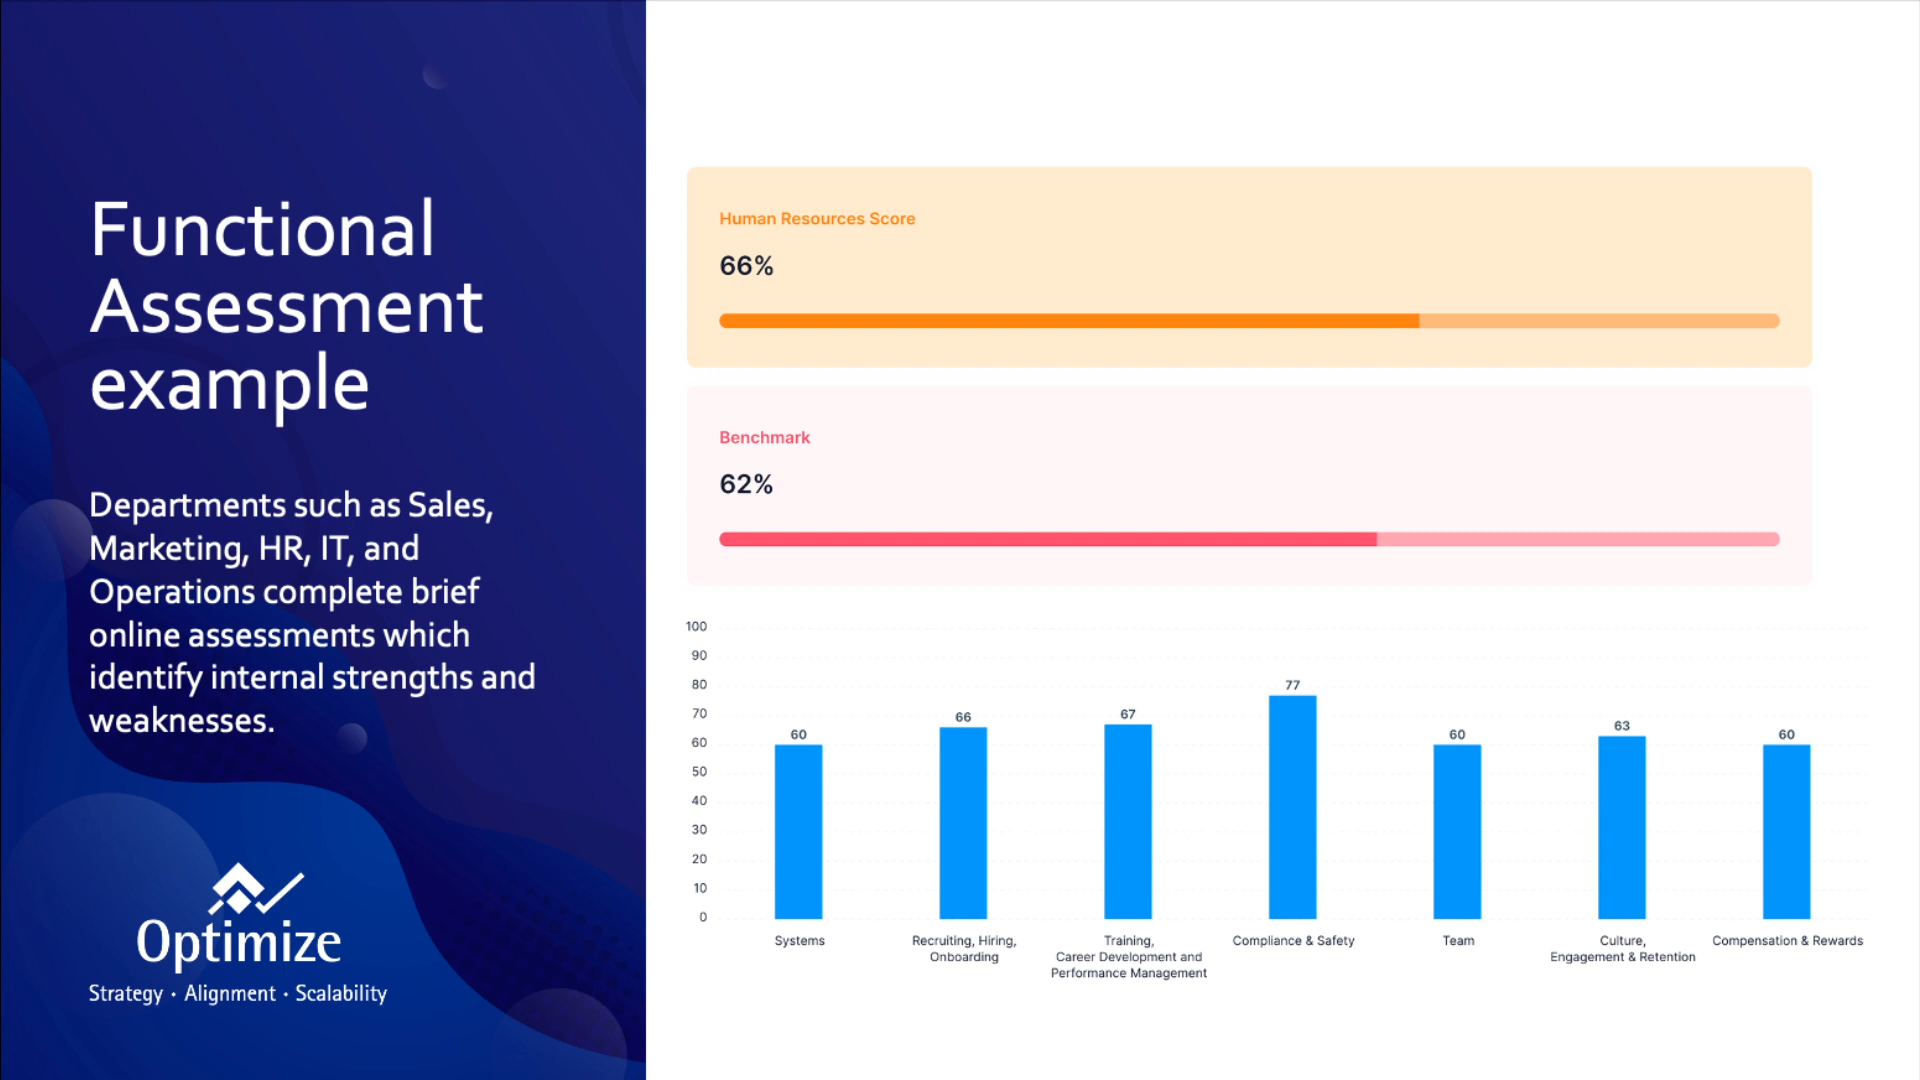 Functional
Assessment
example
Departments such as Sales,
Marketing, HR, IT, and
Operations complete brief
online assessments which
identify internal strengths and
weaknesses.
Optimize
Strategy · Alignment · Scalability
Human Resources Score
66%
Benchmark
62%
100
90
80
70
60
50
40
30
20
10
0
60
66
67
77
60
63
60
Systems
Recruiting, Hiring,
Onboarding
Training,
Career Development and
Performance Management
Compliance & Safety
Team
Culture,
Engagement & Retention
Compensation & Rewards